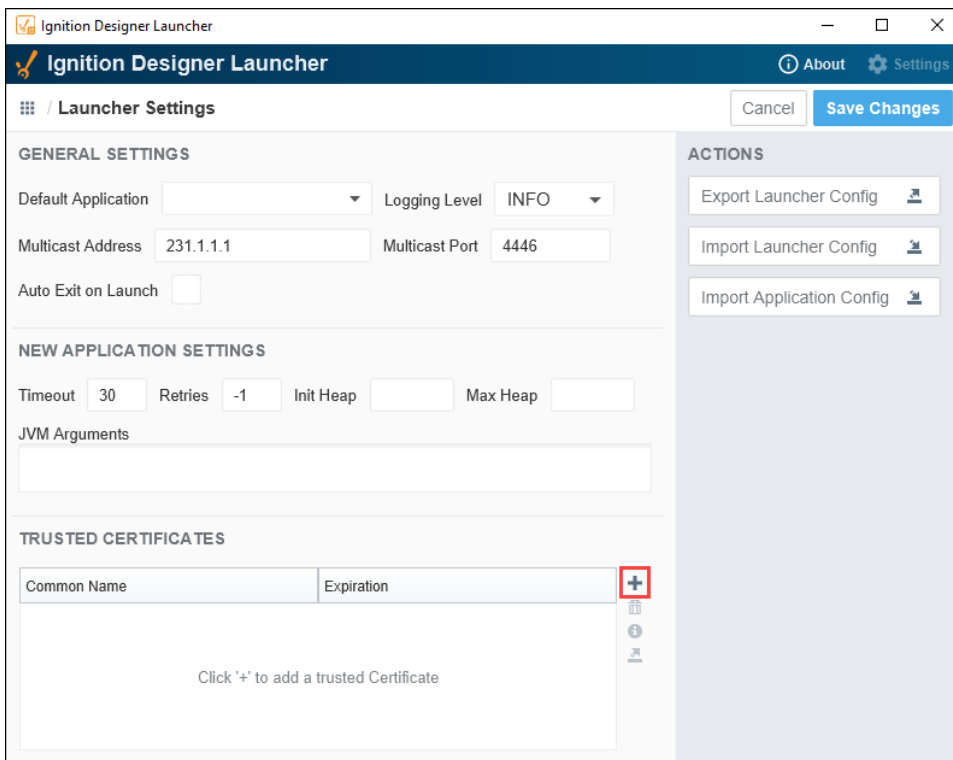 Ignition Designer Launcher
Ignition Designer Launcher
About Settings
/ Launcher Settings
Cancel Save Changes
GENERAL SETTINGS
Default Application
Logging Level INFO
Multicast Address 231.1.1.1
Multicast Port 4446
Auto Exit on Launch
NEW APPLICATION SETTINGS
Timeout 30 Retries -1 Init Heap Max Heap
JVM Arguments
TRUSTED CERTIFICATES
Common Name Expiration
Click '+' to add a trusted Certificate
ACTIONS
Export Launcher Config
Import Launcher Config
Import Application Config